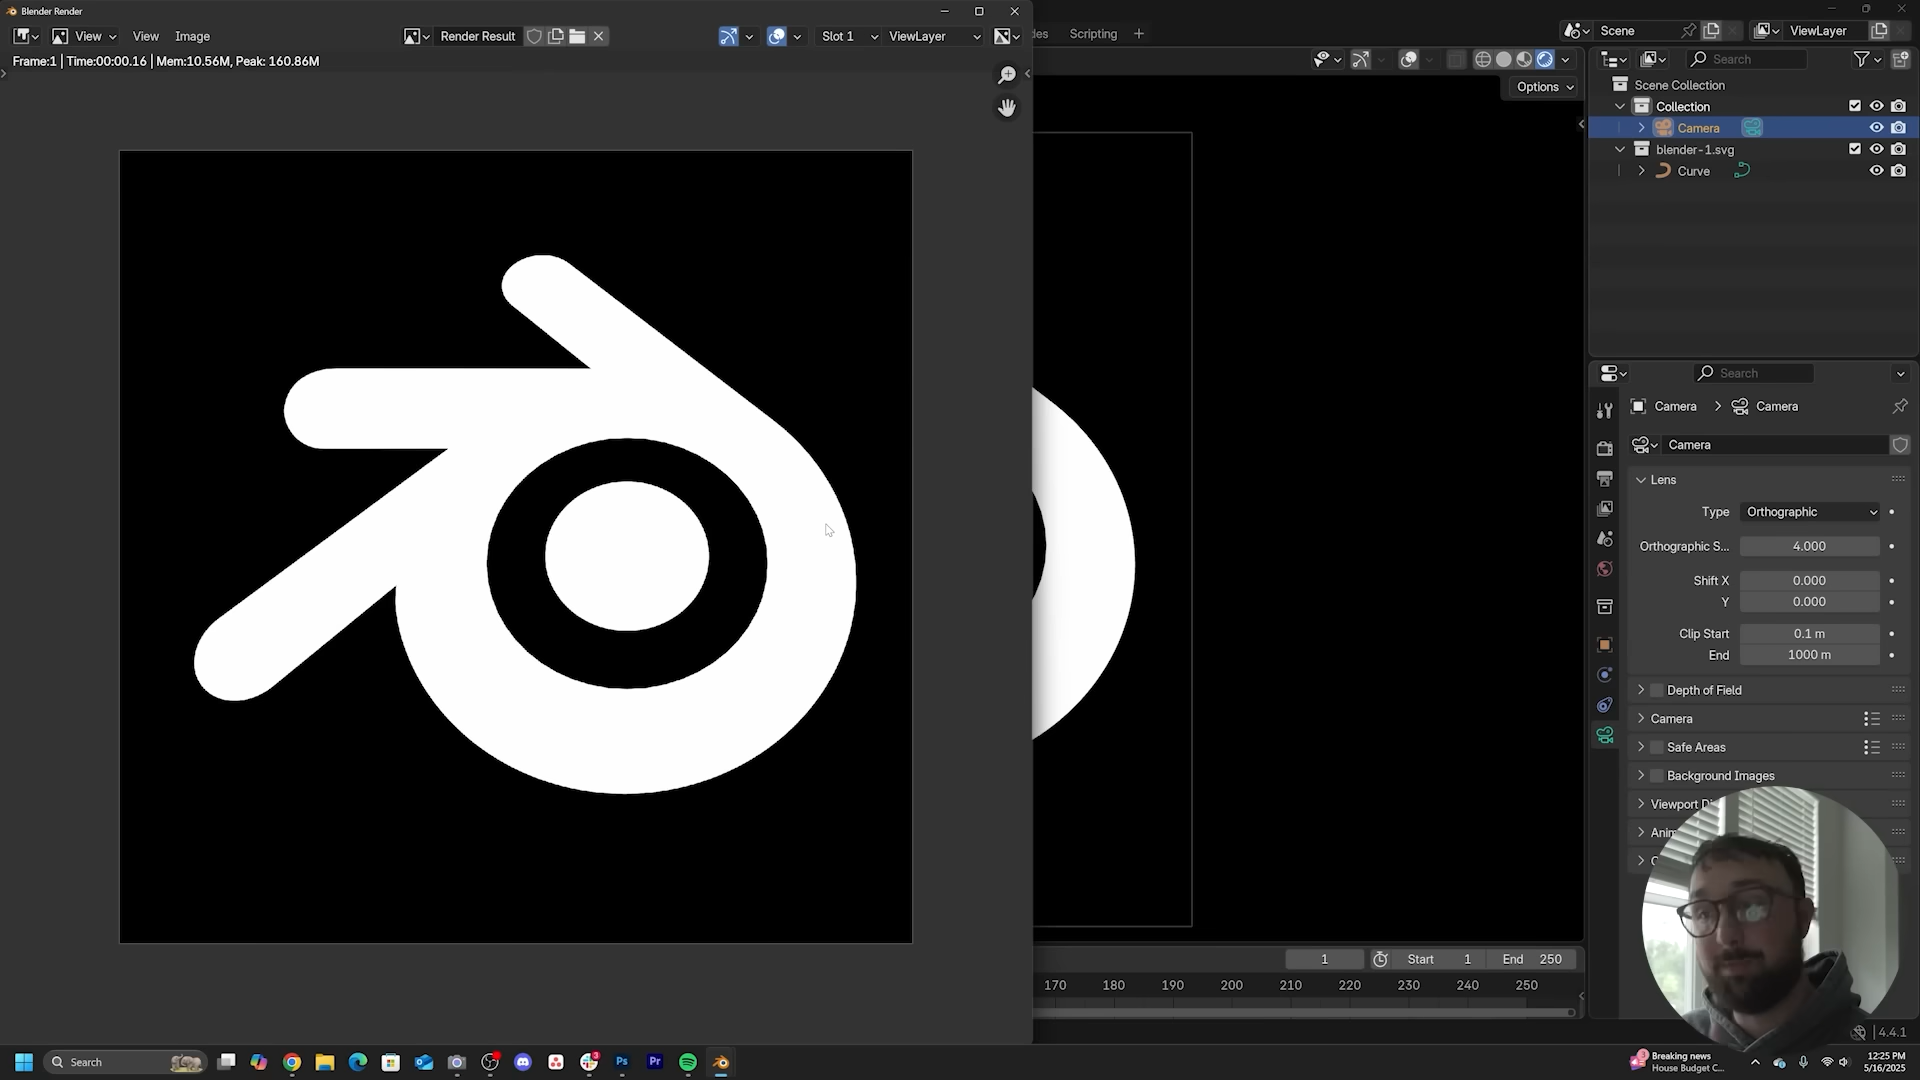 Blender Render
View
View
Image
Render Result
Slot 1
ViewLayer
Frame:1 | Time:00:00.16 | Mem:10.56M, Peak: 160.86M
Scripting
Scene
ViewLayer
Options
Search
Scene Collection
Collection
Camera
blender-1.svg
Curve
Search
Camera
Camera
Camera
Lens
Type
Orthographic
Orthographic S...
4.000
Shift X
0.000
Y
0.000
Clip Start
0.1 m
End
1000 m
Depth of Field
Camera
Safe Areas
Background Images
Viewport D
Anim
1
Start
1
End
250
170
180
190
200
210
220
230
240
250
4.4.1
Search
Breaking news
House Budget C...
12:25 PM
5/16/2025